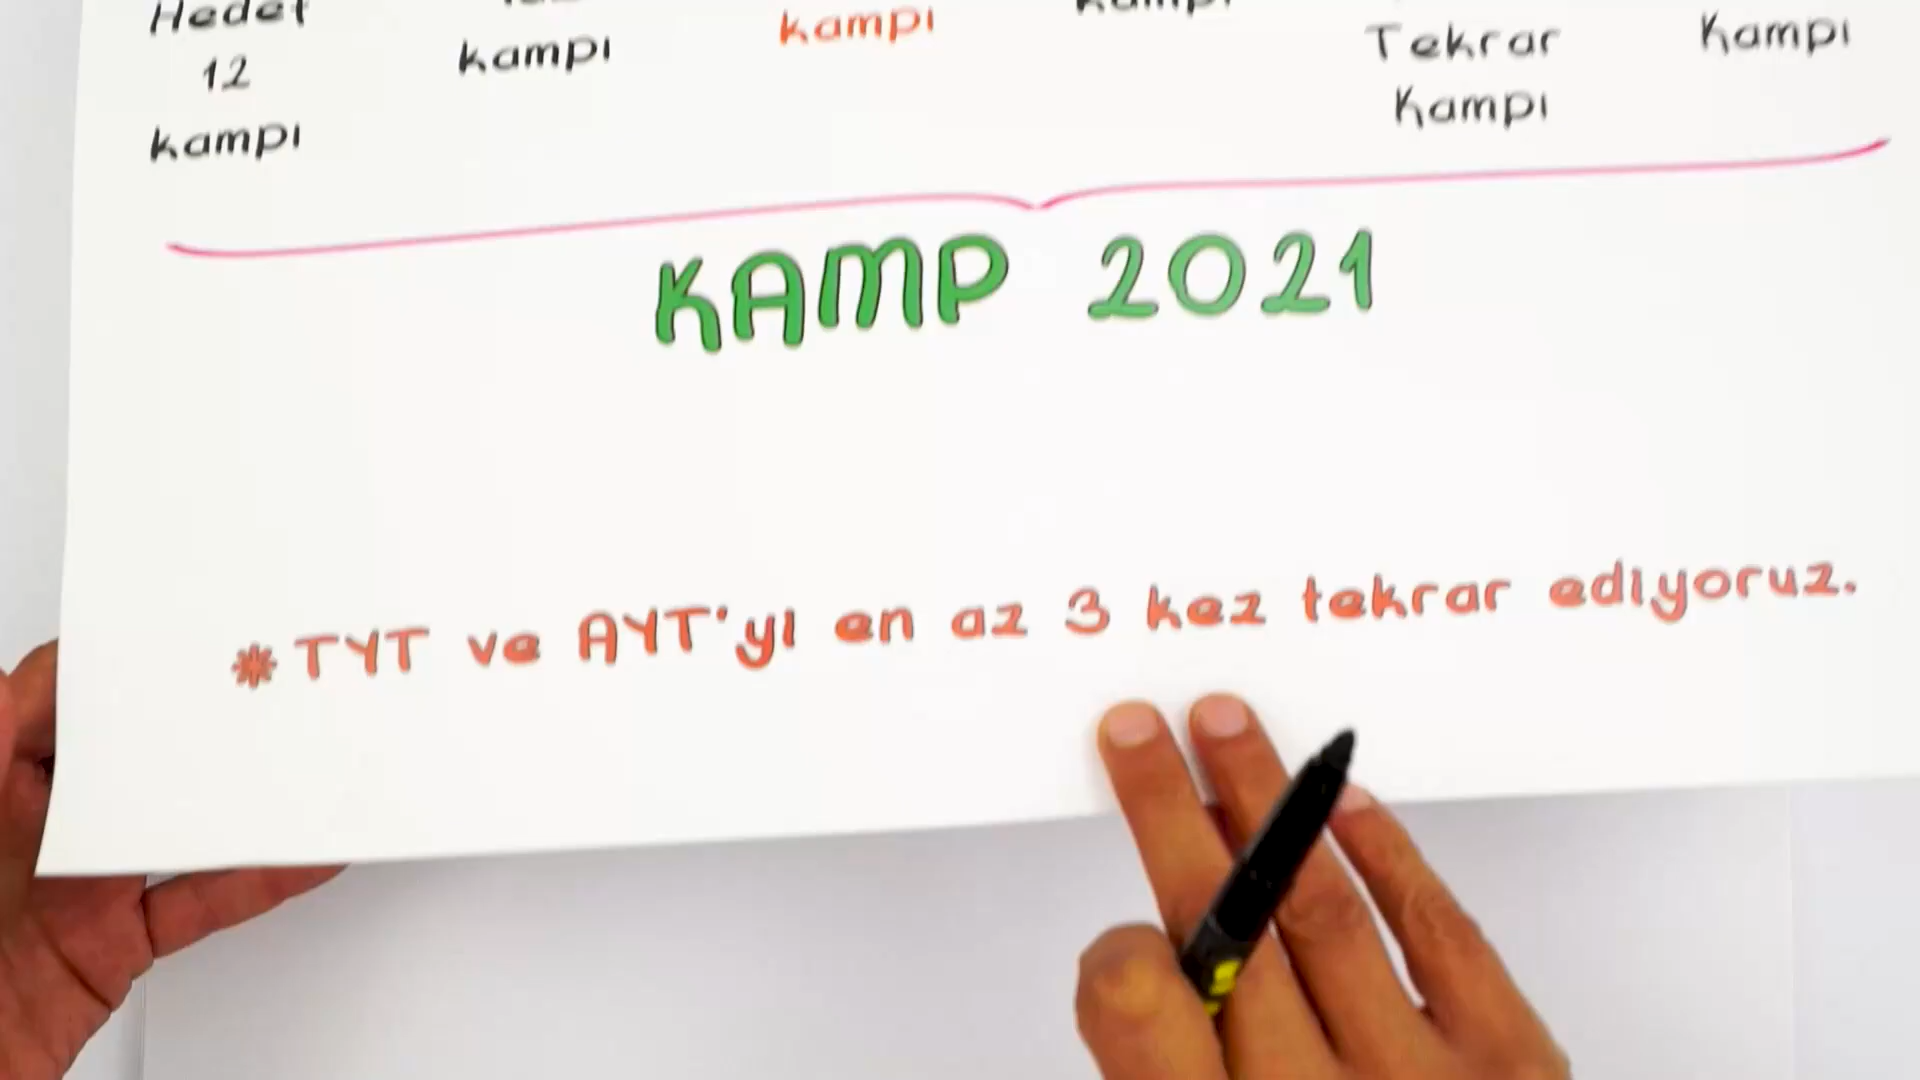 Hedef
12
kampı
kampı
kampı
kampı
Tekrar
Kampı
Kampı
KAMP 2021
*TYT ve AYT'yi en az 3 kez tekrar ediyoruz.